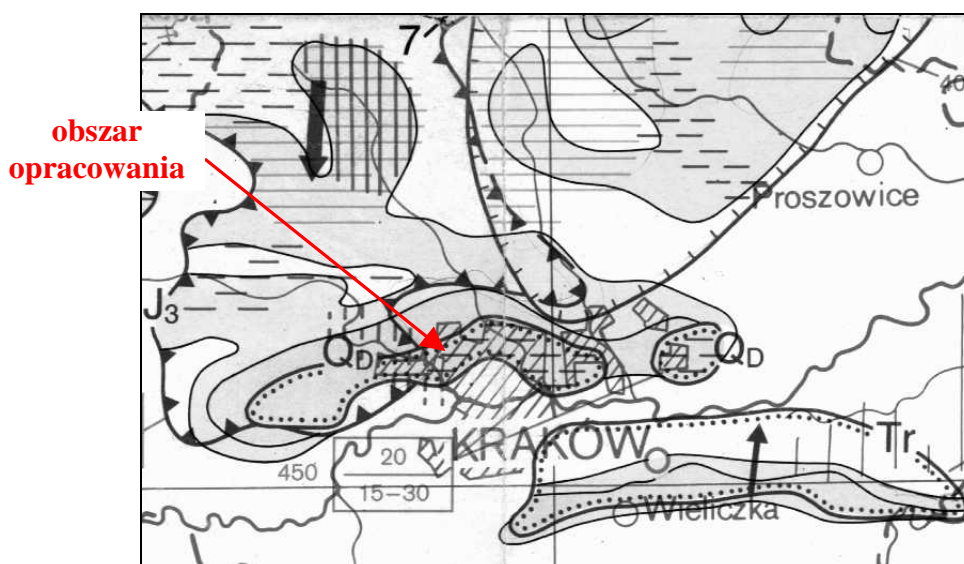 7
obszar
opracowania
Proszowice
J3
QD
QD
KRAKÓW
Tr
450
20
15-30
Wieliczka